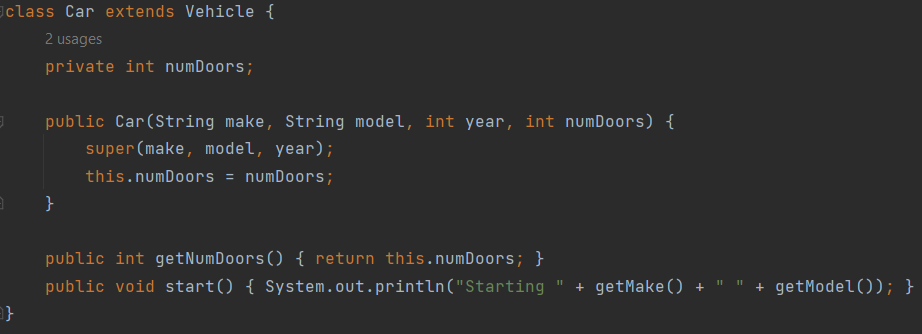 class Car extends Vehicle {
2 usages
private int numDoors;
public Car(String make, String model, int year, int numDoors) {
super(make, model, year);
this.numDoors = numDoors;
}
public int getNumDoors() { return this.numDoors; }
public void start() { System.out.println("Starting " + getMake() + " " + getModel()); }
}